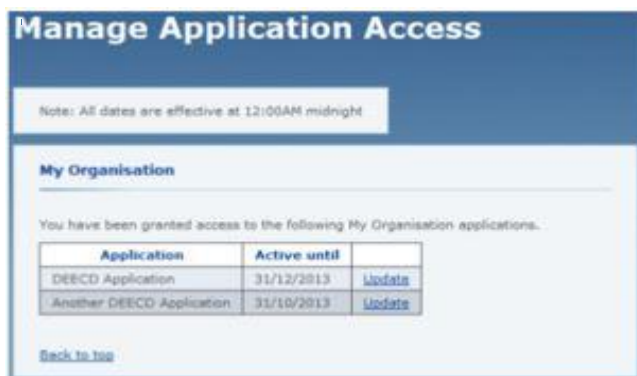 Manage Application Access
Note: All dates are effective at 12:00AM midnight
My Organisation
You have been granted access to the following My Organisation applications.
Application Active until
DEECD Application 31/12/2013 Update
Another DEECD Application 31/10/2013 Update
Back to top